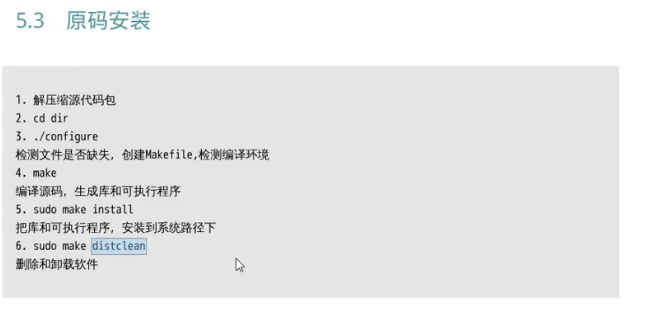 5.3 原码安装
1. 解压缩源代码包
2. cd dir
3. ./configure
检测文件是否缺失, 创建Makefile,检测编译环境
4. make
编译源码, 生成库和可执行程序
5. sudo make install
把库和可执行程序, 安装到系统路径下
6. sudo make distclean
删除和卸载软件